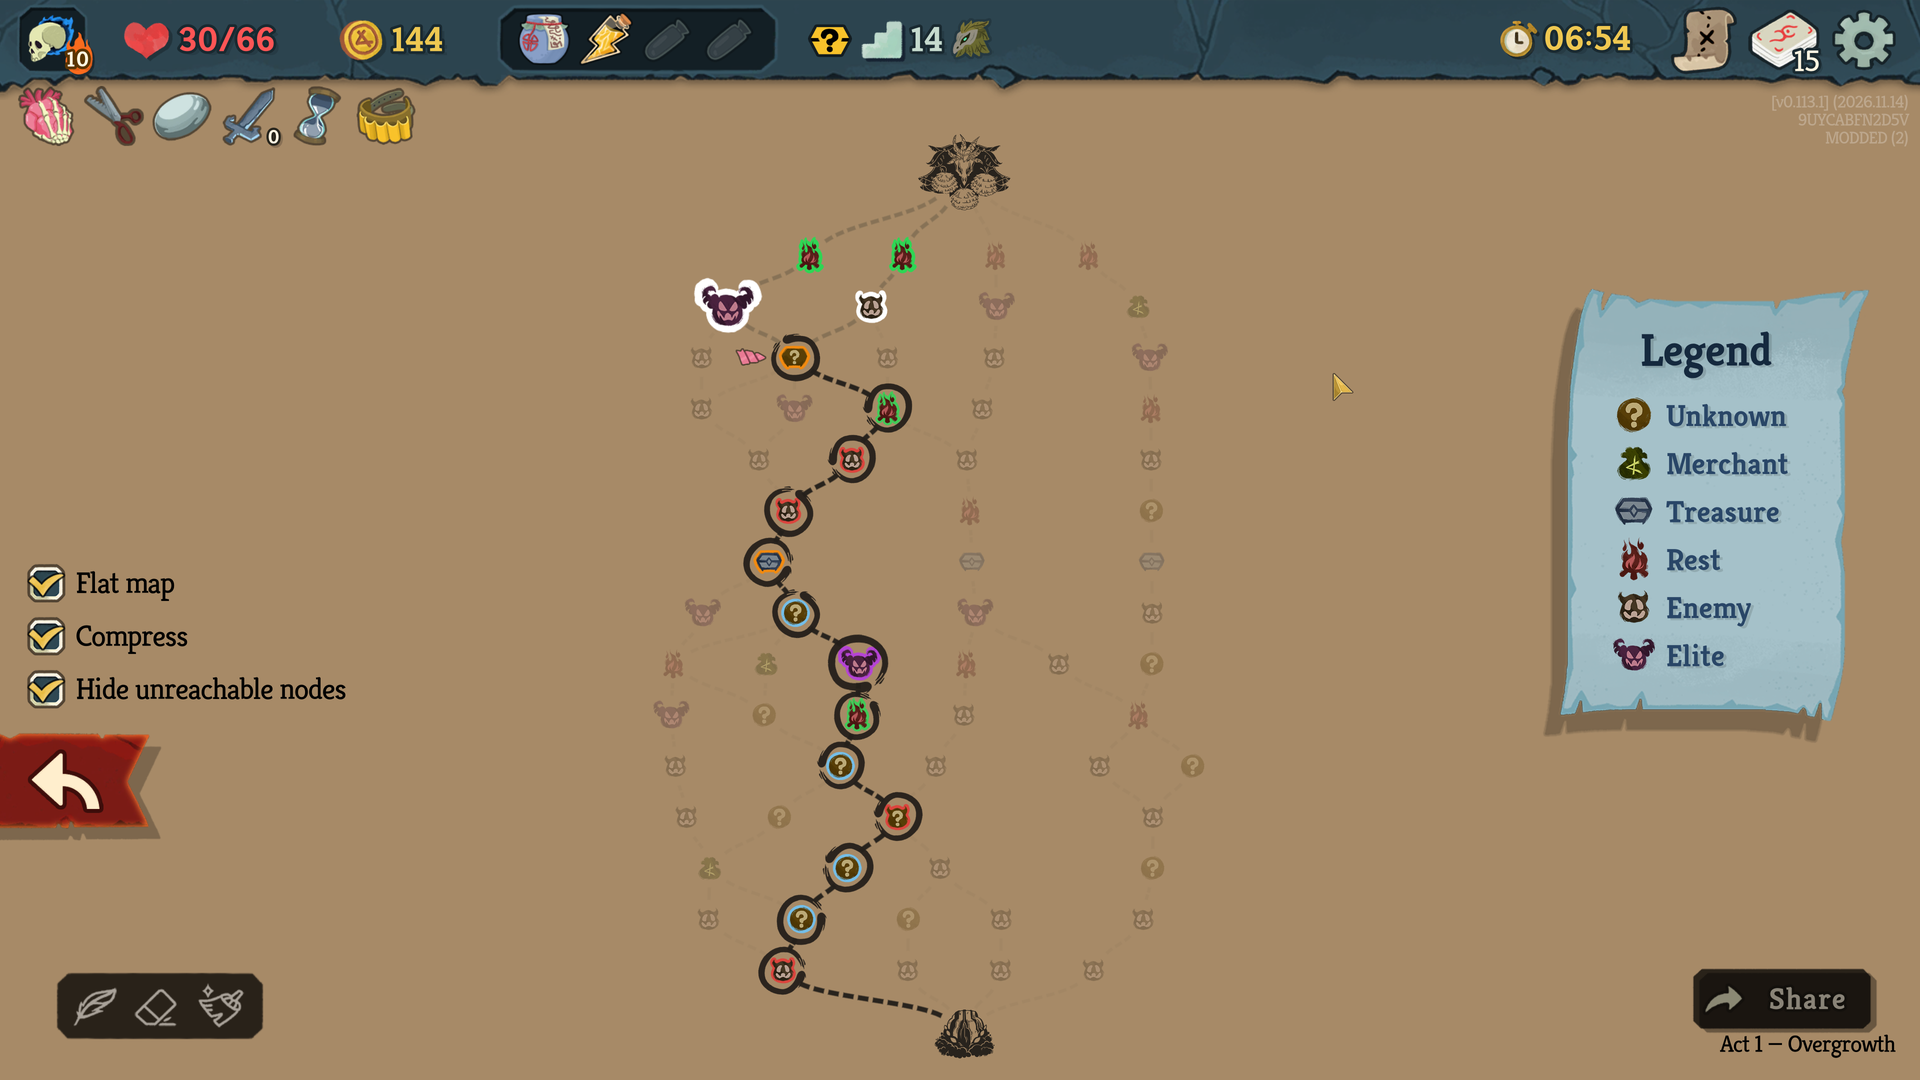 10
30/66
144
14
06:54
15
0
[v0.113.1] (2026.11.14)
9UYCABFN2D5V
MODDED (2)
Legend
Unknown
Merchant
Treasure
Rest
Enemy
Elite
Flat map
Compress
Hide unreachable nodes
Share
Act 1 – Overgrowth